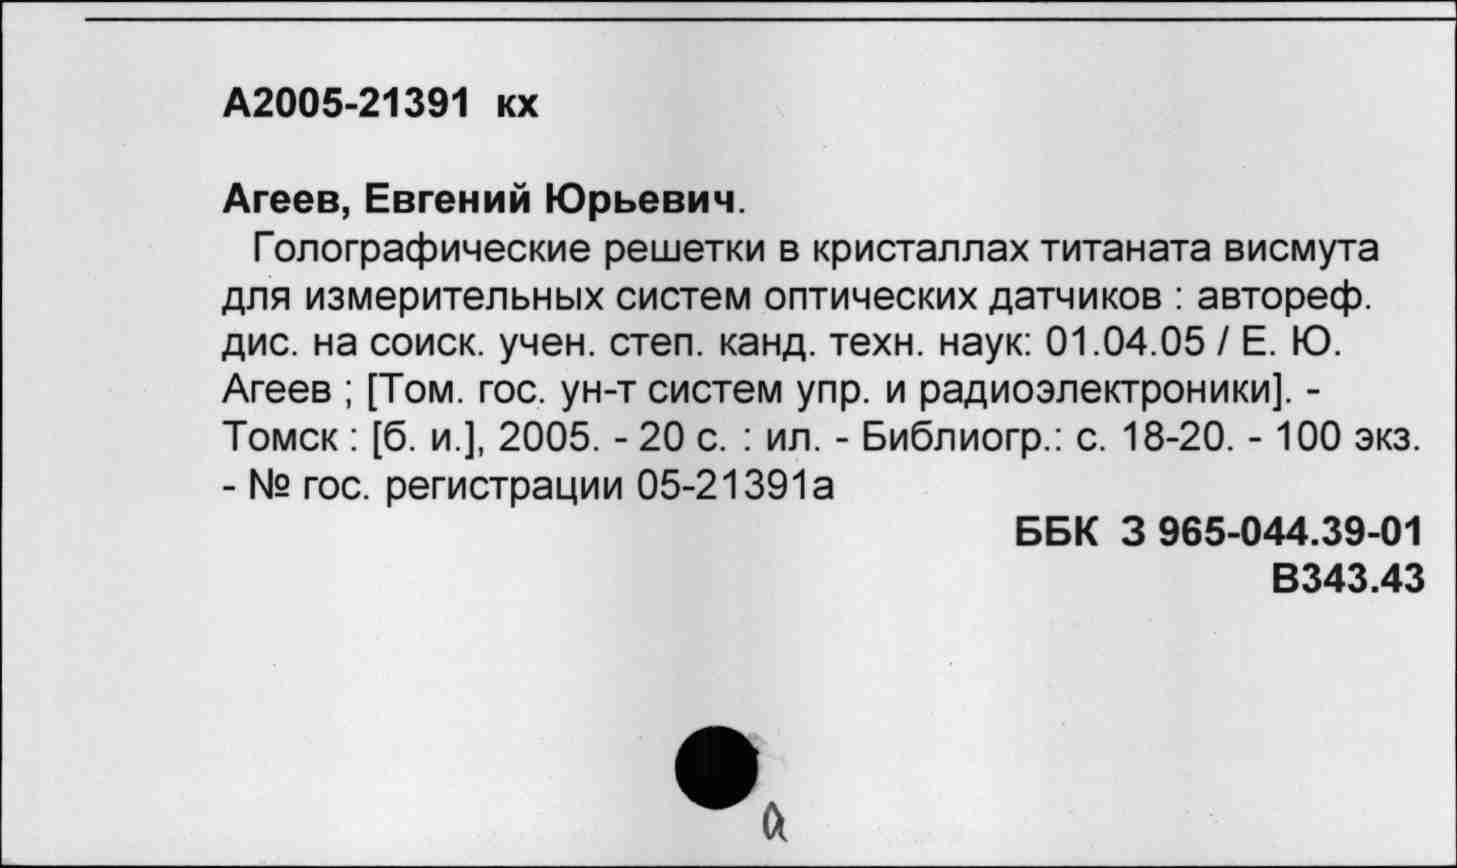 А2005-21391 кх
Агеев, Евгений Юрьевич.
Голографические решетки в кристаллах титаната висмута
для измерительных систем оптических датчиков : автореф.
дис. на соиск. учен. степ. канд. техн. наук: 01.04.05 / Е. Ю.
Агеев ; [Том. гос. ун-т систем упр. и радиоэлектроники]. -
Томск : [б. и.], 2005. - 20 с. : ил. - Библиогр.: с. 18-20. - 100 экз.
- № гос. регистрации 05-21391а
ББК З 965-044.39-01
В343.43
а